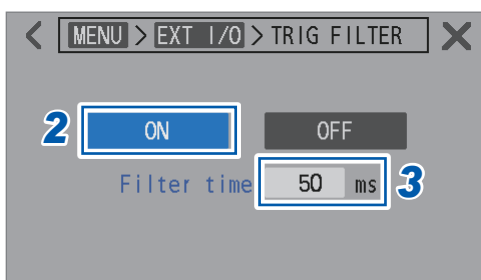 < MENU > EXT I/O > TRIG FILTER X
2 ON OFF
Filter time 50 ms 3